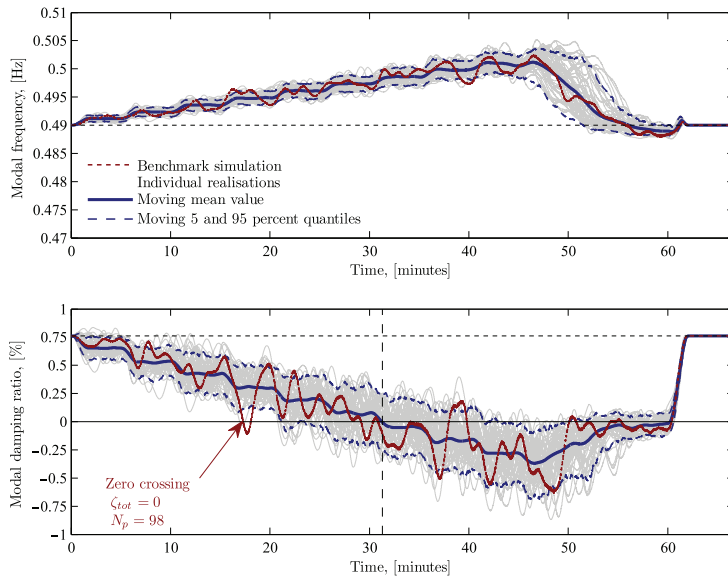 0.51
0.505
0.5
0.495
0.49
0.485
0.48
0.475
0.47
Modal frequency, [Hz]
Benchmark simulation
Individual realisations
Moving mean value
Moving 5 and 95 percent quantiles
0 10 20 30 40 50 60
Time, [minutes]
1
0.75
0.5
0.25
0
-0.25
-0.5
-0.75
-1
Modal damping ratio, [%]
Zero crossing
ζtot = 0
Np = 98
0 10 20 30 40 50 60
Time, [minutes]